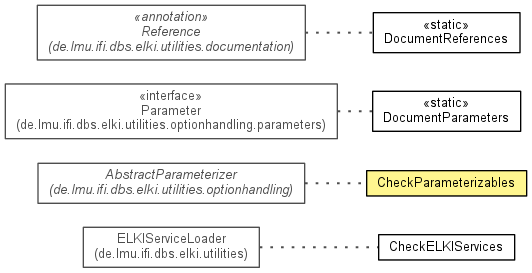 «annotation»
Reference
(de.lmu.ifi.dbs.elki.utilities.documentation)
«static»
DocumentReferences
«interface»
Parameter
(de.lmu.ifi.dbs.elki.utilities.optionhandling.parameters)
«static»
DocumentParameters
AbstractParameterizer
(de.lmu.ifi.dbs.elki.utilities.optionhandling)
CheckParameterizables
ELKIServiceLoader
(de.lmu.ifi.dbs.elki.utilities)
CheckELKIServices